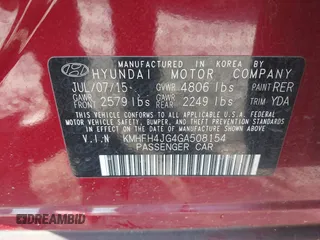 MANUFACTURED IN KOREA BY
HYUNDAI MOTOR COMPANY
JUL/07/15 GVWR 4806 lbs PAINT RER
GAWR FRONT 2579 lbs GAWR REAR 2249 lbs TRIM YDA
THIS VEHICLE CONFORMS TO ALL APPLICABLE U.S. FEDERAL
MOTOR VEHICLE SAFETY, BUMPER, AND THEFT PREVENTION
STANDARDS IN EFFECT ON THE DATE OF MANUFACTURE
SHOWN ABOVE.
V.I.N KMHFH4JG4GA508154
PASSENGER CAR
AUTOBIDMAP